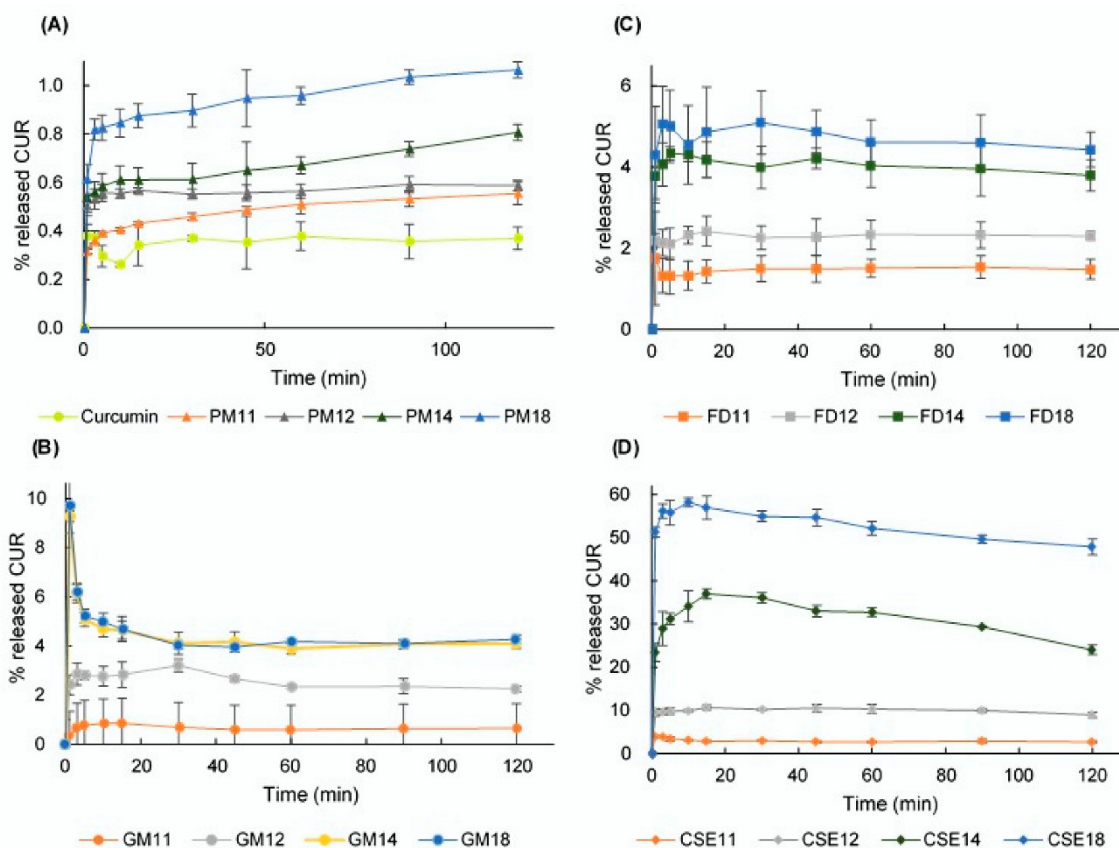 (A)
% released CUR
1.0
0.8
0.6
0.4
0.2
0.0
0 50 100
Time (min)
Curcumin PM11 PM12 PM14 PM18
(C)
% released CUR
6
4
2
0
0 20 40 60 80 100 120
Time (min)
FD11 FD12 FD14 FD18
(B)
% released CUR
10
8
6
4
2
0
0 20 40 60 80 100 120
Time (min)
GM11 GM12 GM14 GM18
(D)
% released CUR
60
50
40
30
20
10
0
0 20 40 60 80 100 120
Time (min)
CSE11 CSE12 CSE14 CSE18